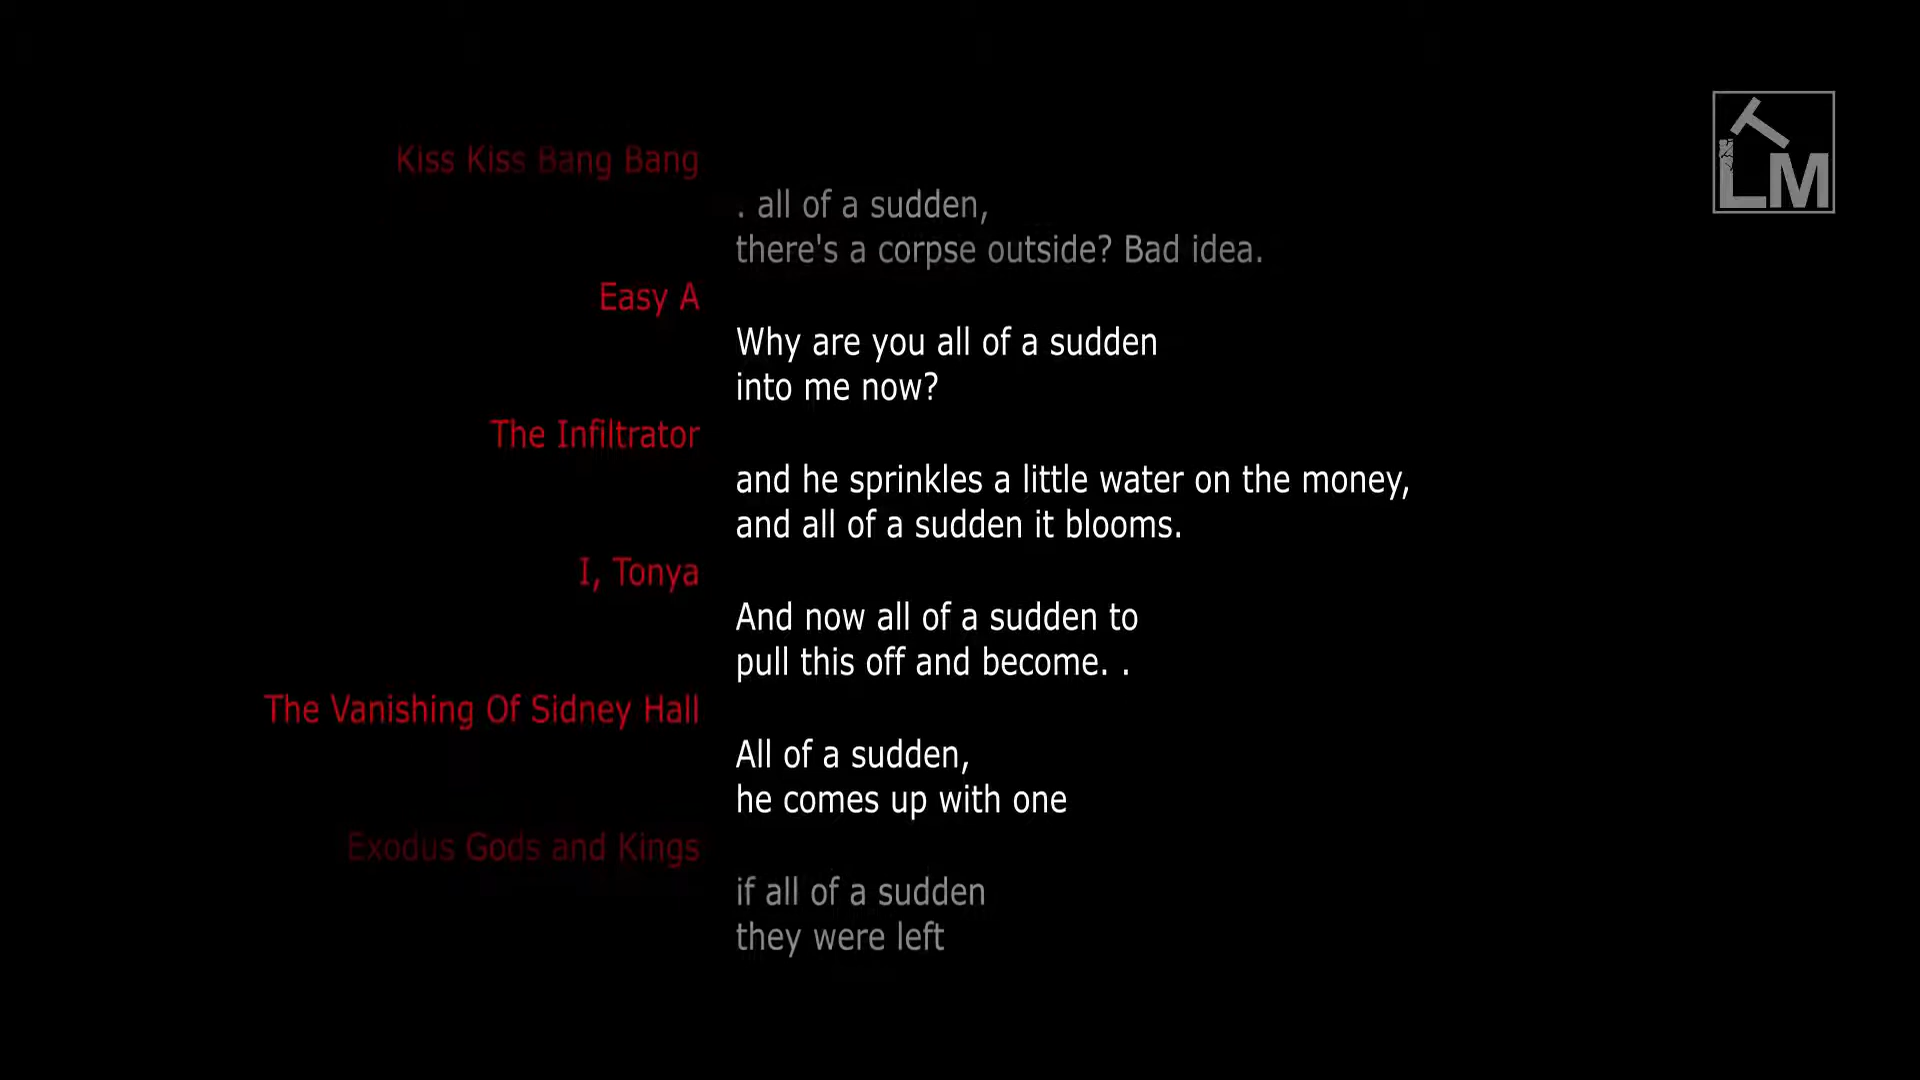 Kiss Kiss Bang Bang
. all of a sudden,
there's a corpse outside? Bad idea.
Easy A
Why are you all of a sudden
into me now?
The Infiltrator
and he sprinkles a little water on the money,
and all of a sudden it blooms.
I, Tonya
And now all of a sudden to
pull this off and become. .
The Vanishing Of Sidney Hall
All of a sudden,
he comes up with one
Exodus Gods and Kings
if all of a sudden
they were left
LTM